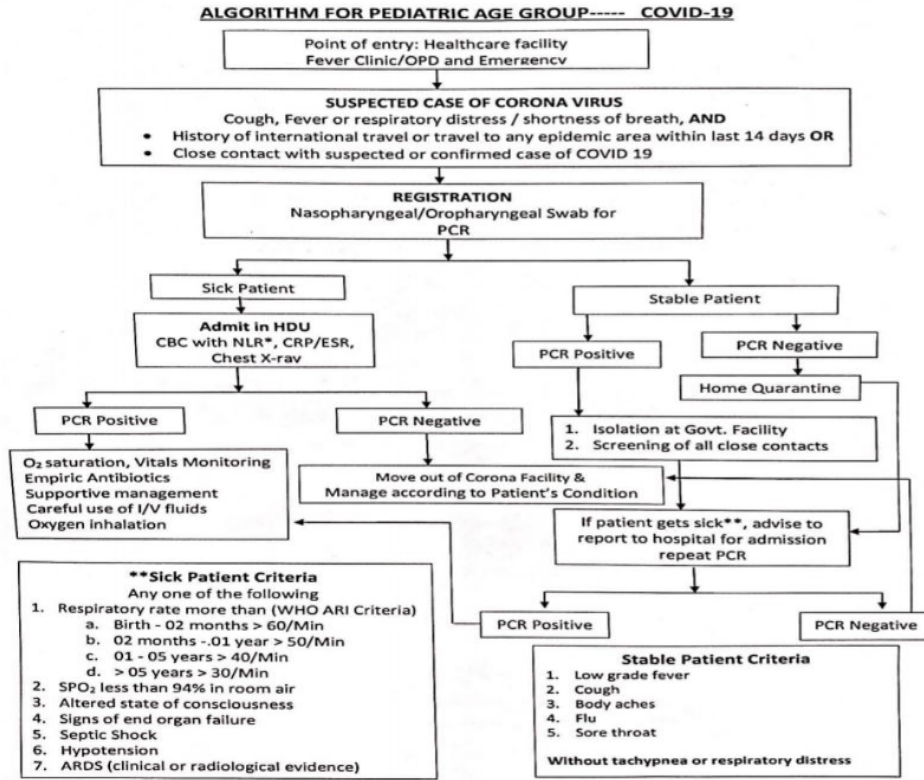 ALGORITHM FOR PEDIATRIC AGE GROUP----- COVID-19
Point of entry: Healthcare facility
Fever Clinic/OPD and Emergency
SUSPECTED CASE OF CORONA VIRUS
Cough, Fever or respiratory distress / shortness of breath, AND
• History of international travel or travel to any epidemic area within last 14 days OR
• Close contact with suspected or confirmed case of COVID 19
REGISTRATION
Nasopharyngeal/Oropharyngeal Swab for
PCR
Sick Patient
Stable Patient
Admit in HDU
CBC with NLR*, CRP/ESR,
Chest X-ray
PCR Positive
PCR Negative
Home Quarantine
PCR Positive
PCR Negative
1. Isolation at Govt. Facility
2. Screening of all close contacts
O₂ saturation, Vitals Monitoring
Empiric Antibiotics
Supportive management
Careful use of I/V fluids
Oxygen inhalation
Move out of Corona Facility &
Manage according to Patient's Condition
If patient gets sick**, advise to
report to hospital for admission
repeat PCR
PCR Positive
PCR Negative
**Sick Patient Criteria
Any one of the following
1. Respiratory rate more than (WHO ARI Criteria)
a. Birth - 02 months > 60/Min
b. 02 months -.01 year > 50/Min
c. 01 - 05 years > 40/Min
d. > 05 years > 30/Min
2. SPO₂ less than 94% in room air
3. Altered state of consciousness
4. Signs of end organ failure
5. Septic Shock
6. Hypotension
7. ARDS (clinical or radiological evidence)
Stable Patient Criteria
1. Low grade fever
2. Cough
3. Body aches
4. Flu
5. Sore throat
Without tachypnea or respiratory distress